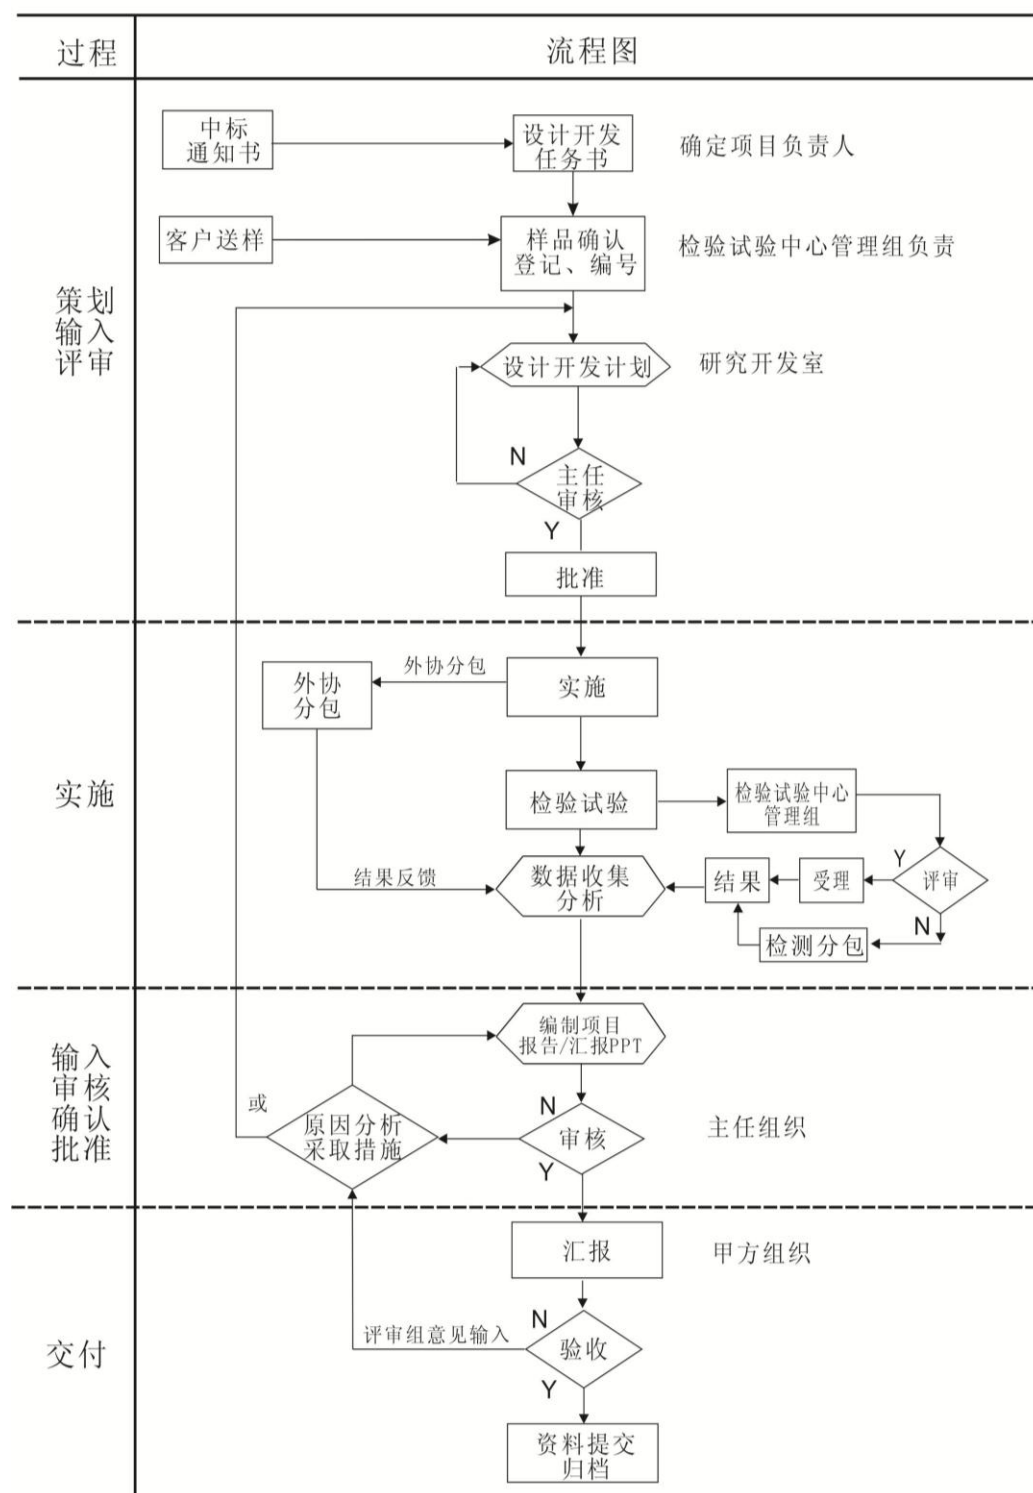 过程
流程图
中标
通知书
设计开发
任务书
确定项目负责人
客户送样
样品确认
登记、编号
检验试验中心管理组负责
策划
输入
评审
设计开发计划
研究开发室
N
主任
审核
Y
批准
外协分包
外协
分包
实施
实施
检验试验
检验试验中心
管理组
结果反馈
数据收集
分析
结果
受理
Y
评审
N
检测分包
编制项目
报告/汇报PPT
输入
审核
确认
批准
或
原因分析
采取措施
N
审核
Y
主任组织
汇报
甲方组织
交付
评审组意见输入
N
验收
Y
资料提交
归档